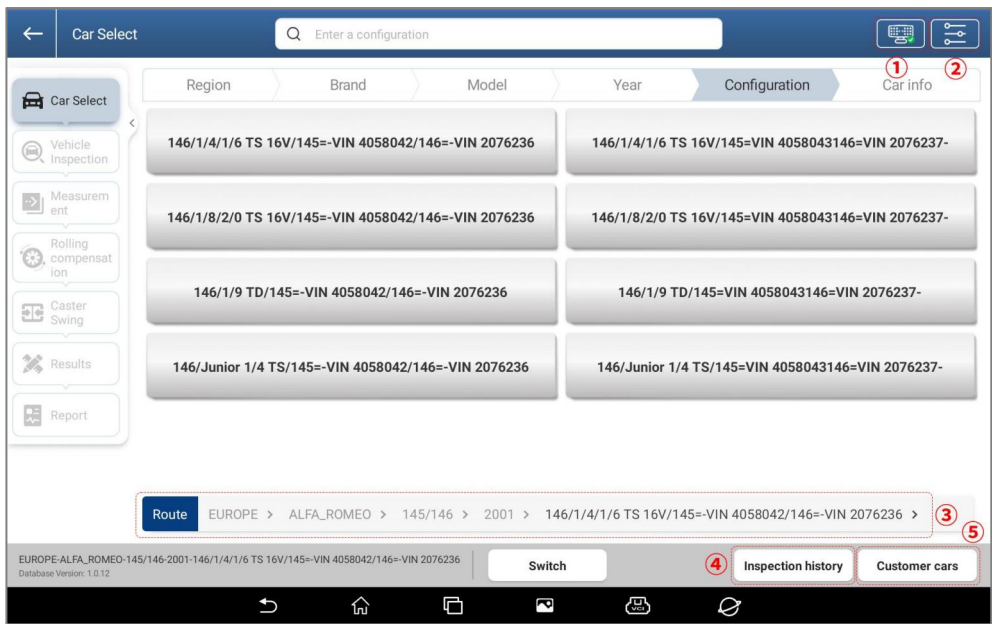 Car Select
Enter a configuration
① ②
Region Brand Model Year Configuration Car info
Car Select
Vehicle
Inspection
Measurem
ent
Rolling
compensat
ion
Caster
Swing
Results
Report
146/1/4/1/6 TS 16V/145=-VIN 4058042/146=-VIN 2076236
146/1/4/1/6 TS 16V/145=VIN 4058043146=VIN 2076237-
146/1/8/2/0 TS 16V/145=-VIN 4058042/146=-VIN 2076236
146/1/8/2/0 TS 16V/145=VIN 4058043146=VIN 2076237-
146/1/9 TD/145=-VIN 4058042/146=-VIN 2076236
146/1/9 TD/145=VIN 4058043146=VIN 2076237-
146/Junior 1/4 TS/145=-VIN 4058042/146=-VIN 2076236
146/Junior 1/4 TS/145=VIN 4058043146=VIN 2076237-
Route EUROPE > ALFA_ROMEO > 145/146 > 2001 > 146/1/4/1/6 TS 16V/145=-VIN 4058042/146=-VIN 2076236 > ③
⑤
EUROPE-ALFA_ROMEO-145/146-2001-146/1/4/1/6 TS 16V/145=-VIN 4058042/146=-VIN 2076236
Database Version: 1.0.12
Switch
④ Inspection history
Customer cars
VCI